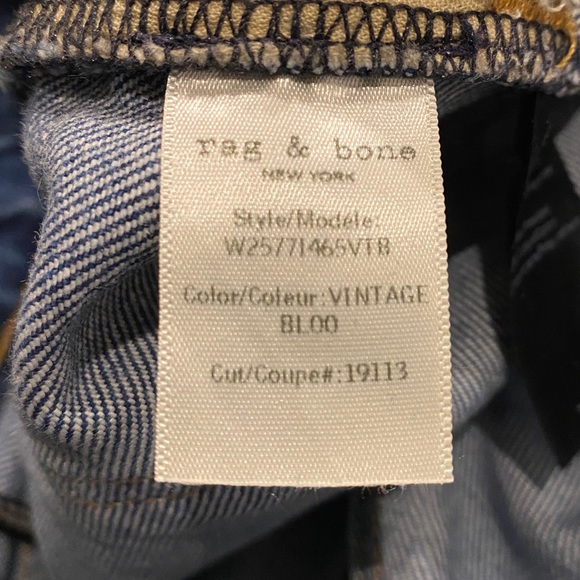 rag & bone
NEW YORK
Style/Modele:
W2577I465VTB
Color/Coleur:VINTAGE
BLOO
Cut/Coupe#:19113